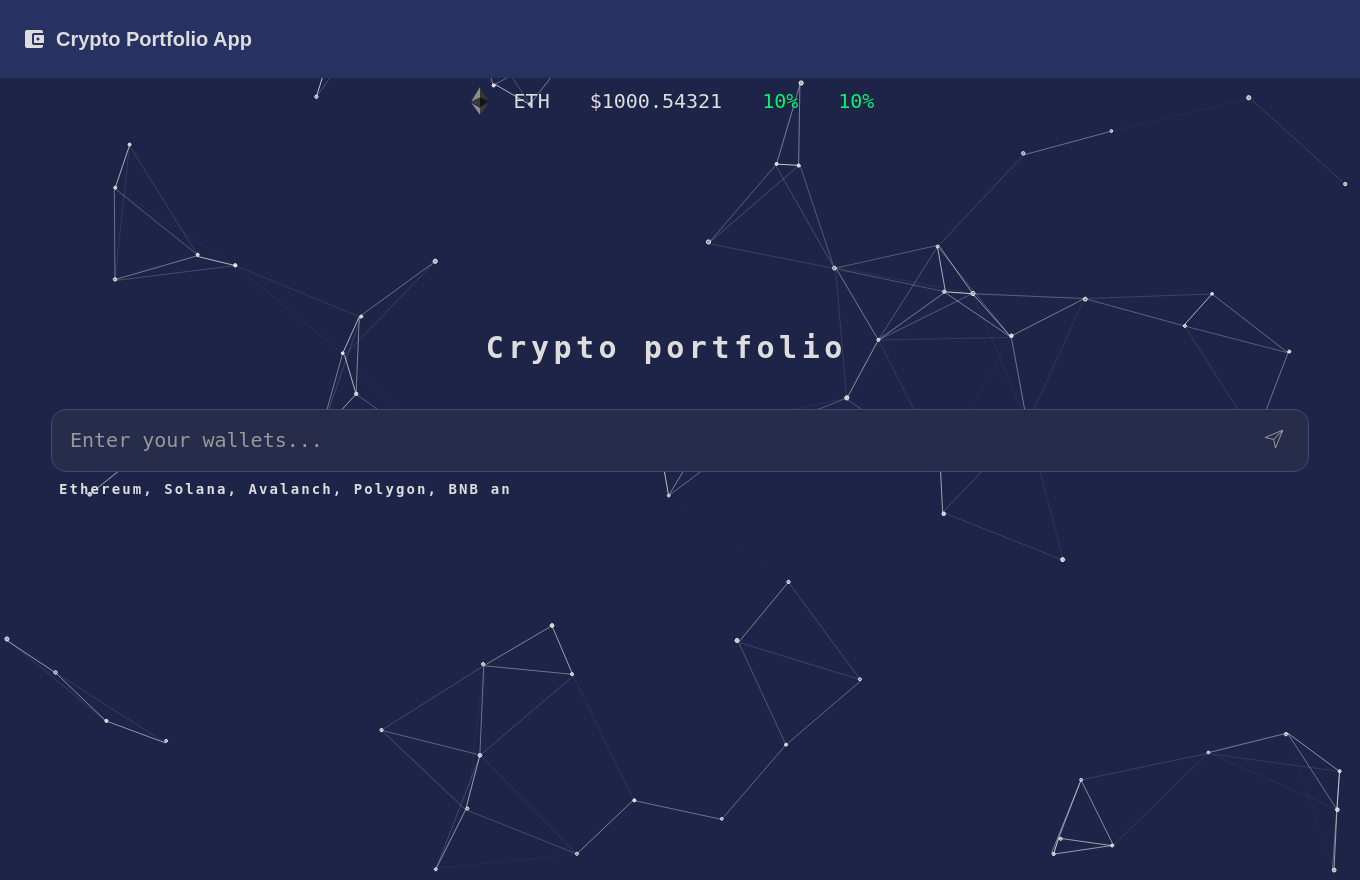 Crypto Portfolio App
ETH $1000.54321 10% 10%
Crypto portfolio
Enter your wallets...
Ethereum, Solana, Avalanch, Polygon, BNB an